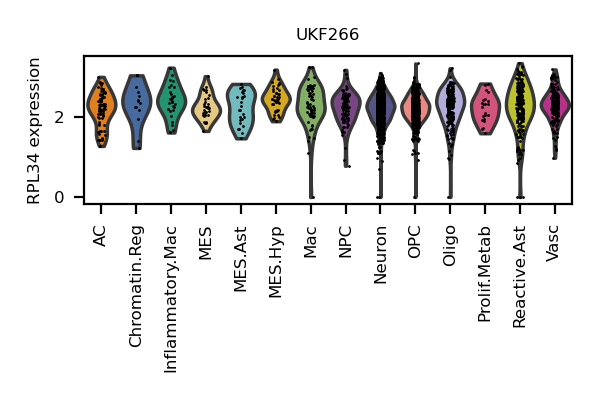 UKF266
RPL34 expression
2
0
AC
Chromatin.Reg
Inflammatory.Mac
MES
MES.Ast
MES.Hyp
Mac
NPC
Neuron
OPC
Oligo
Prolif.Metab
Reactive.Ast
Vasc